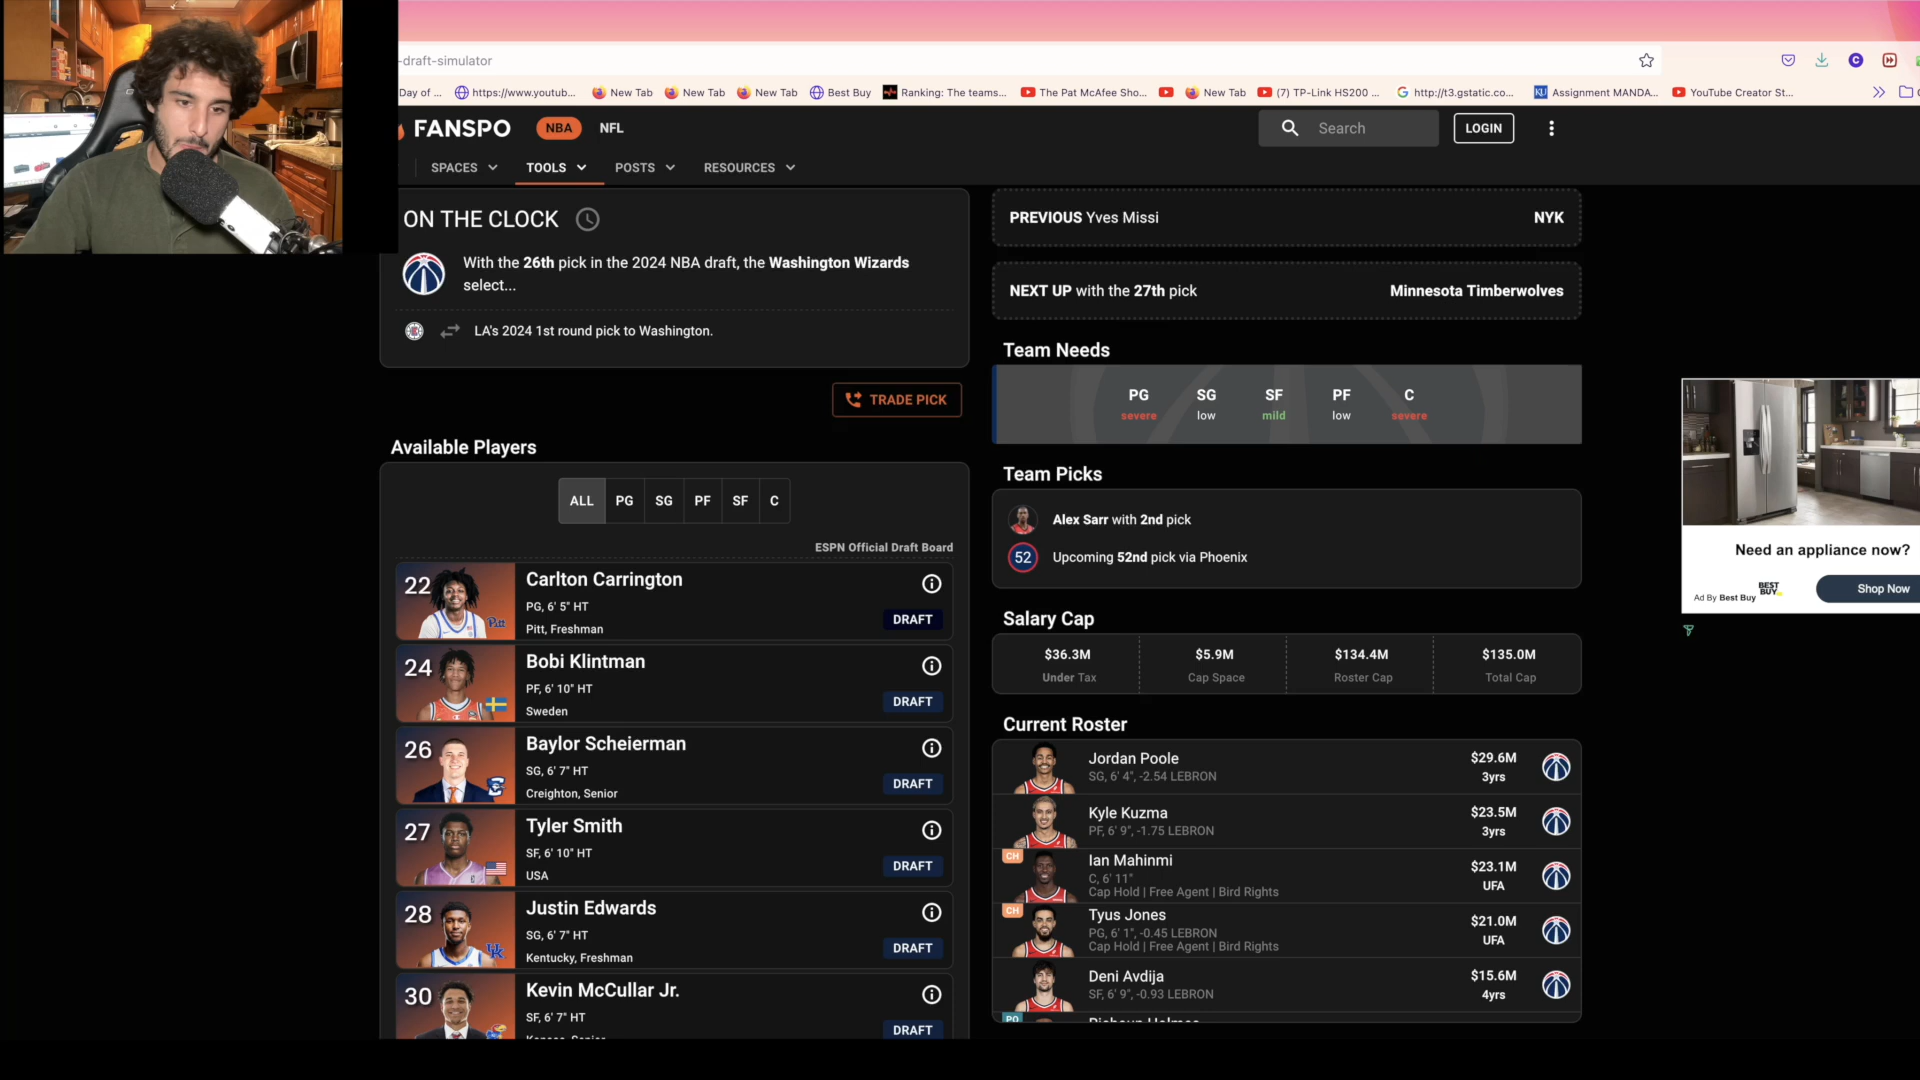 -draft-simulator
Day of ...
https://www.youtub...
New Tab
New Tab
New Tab
Best Buy
Ranking: The teams...
The Pat McAfee Sho...
New Tab
(7) TP-Link HS200 ...
http://t3.gstatic.co...
Assignment MANDA...
YouTube Creator St...
FANSPO
NBA
NFL
Search
LOGIN
SPACES
TOOLS
POSTS
RESOURCES
ON THE CLOCK
With the 26th pick in the 2024 NBA draft, the Washington Wizards
select...
LA's 2024 1st round pick to Washington.
TRADE PICK
Available Players
ALL PG SG PF SF C
ESPN Official Draft Board
22
Carlton Carrington
PG, 6' 5" HT
Pitt, Freshman
Pitt
DRAFT
24
Bobi Klintman
PF, 6' 10" HT
Sweden
DRAFT
26
Baylor Scheierman
SG, 6' 7" HT
Creighton, Senior
DRAFT
27
Tyler Smith
SF, 6' 10" HT
USA
DRAFT
28
Justin Edwards
SG, 6' 7" HT
Kentucky, Freshman
UK
DRAFT
30
Kevin McCullar Jr.
SF, 6' 7" HT
Kansas, Senior
DRAFT
PREVIOUS Yves Missi
NYK
NEXT UP with the 27th pick
Minnesota Timberwolves
Team Needs
PG SG SF PF C
severe low mild low severe
Team Picks
Alex Sarr with 2nd pick
52
Upcoming 52nd pick via Phoenix
Salary Cap
$36.3M $5.9M $134.4M $135.0M
Under Tax Cap Space Roster Cap Total Cap
Current Roster
Jordan Poole
SG, 6' 4", -2.54 LEBRON
$29.6M
3yrs
Kyle Kuzma
PF, 6' 9", -1.75 LEBRON
$23.5M
3yrs
CH
Ian Mahinmi
C, 6' 11"
Cap Hold | Free Agent | Bird Rights
$23.1M
UFA
CH
Tyus Jones
PG, 6' 1", -0.45 LEBRON
Cap Hold | Free Agent | Bird Rights
$21.0M
UFA
Deni Avdija
SF, 6' 9", -0.93 LEBRON
$15.6M
4yrs
PO
Richaun Holmes
Need an appliance now?
Ad By Best Buy
BEST
BUY
Shop Now